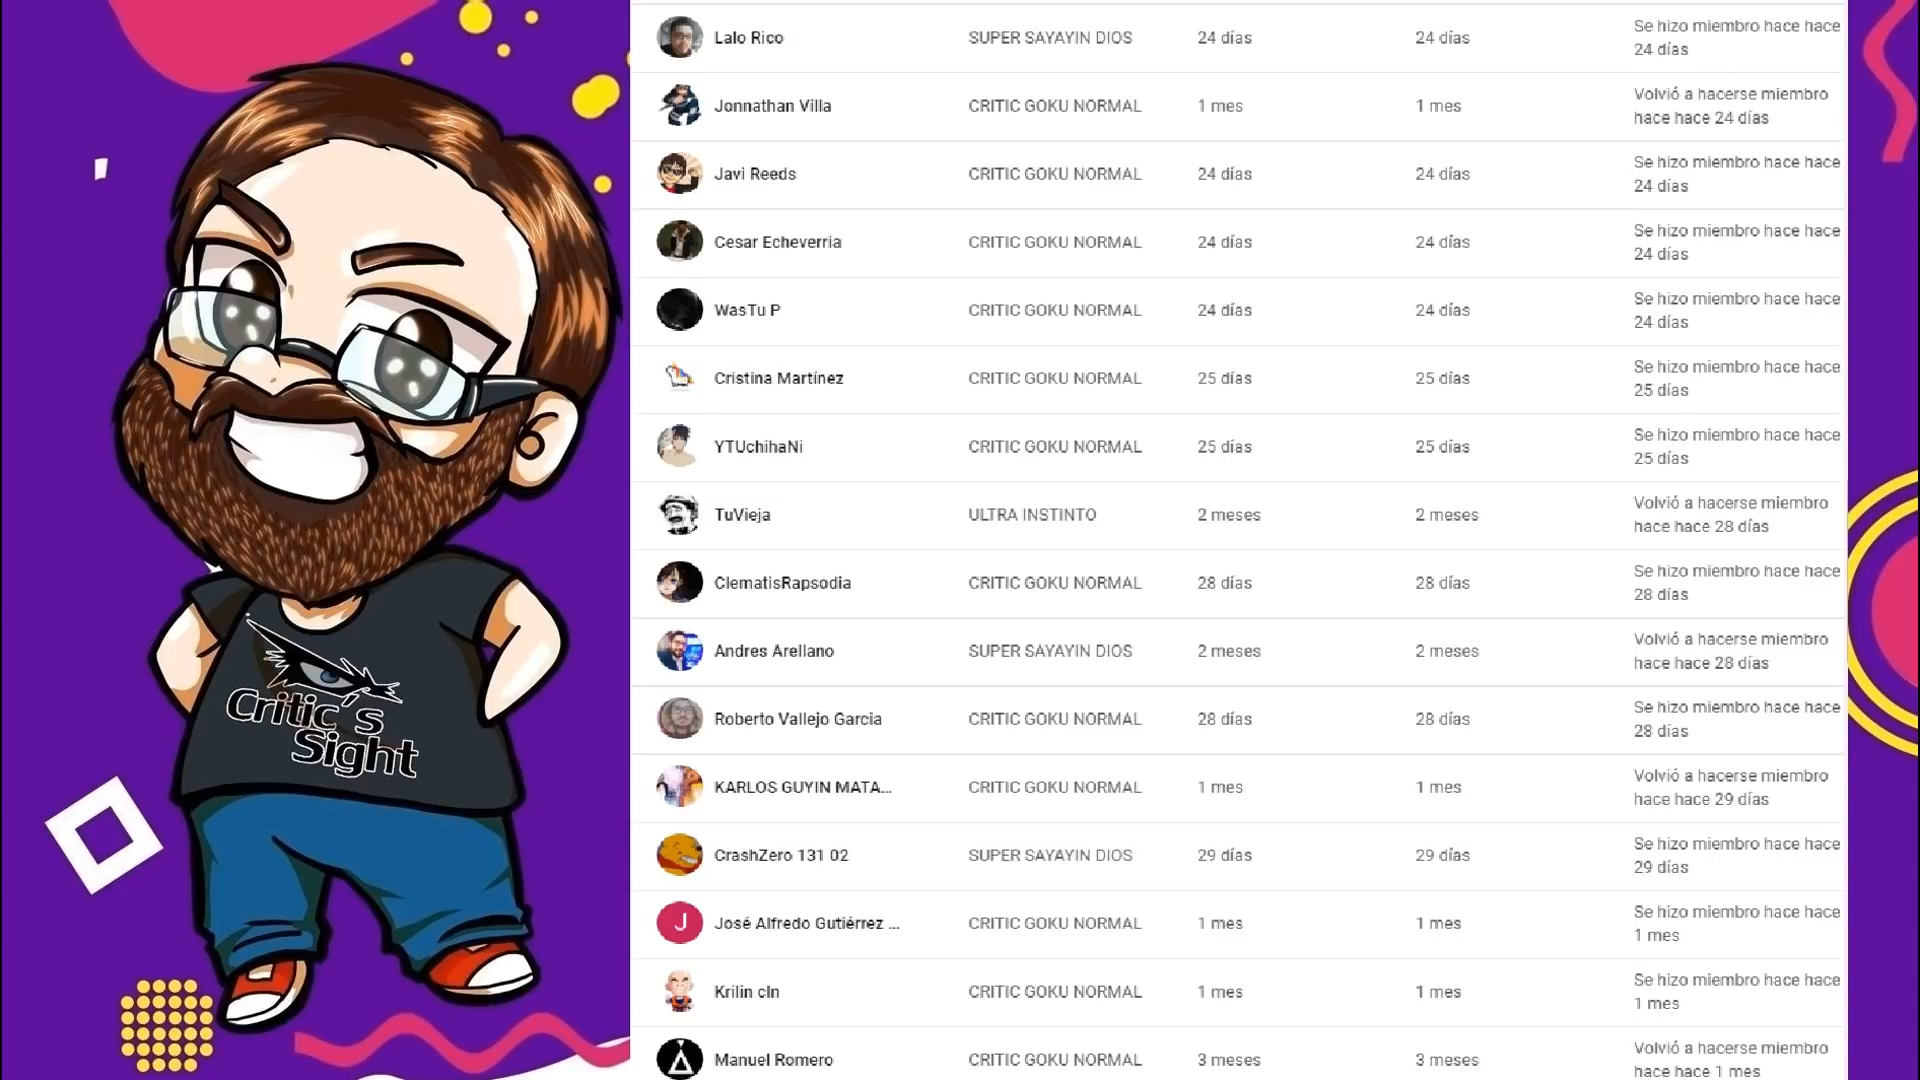 Critic's
Sight
Lalo Rico SUPER SAYAYIN DIOS 24 días 24 días Se hizo miembro hace hace
24 días
Jonnathan Villa CRITIC GOKU NORMAL 1 mes 1 mes Volvió a hacerse miembro
hace hace 24 días
Javi Reeds CRITIC GOKU NORMAL 24 días 24 días Se hizo miembro hace hace
24 días
Cesar Echeverria CRITIC GOKU NORMAL 24 días 24 días Se hizo miembro hace hace
24 días
WasTu P CRITIC GOKU NORMAL 24 días 24 días Se hizo miembro hace hace
24 días
Cristina Martínez CRITIC GOKU NORMAL 25 días 25 días Se hizo miembro hace hace
25 días
YTUchihaNi CRITIC GOKU NORMAL 25 días 25 días Se hizo miembro hace hace
25 días
TuVieja ULTRA INSTINTO 2 meses 2 meses Volvió a hacerse miembro
hace hace 28 días
ClematisRapsodia CRITIC GOKU NORMAL 28 días 28 días Se hizo miembro hace hace
28 días
Andres Arellano SUPER SAYAYIN DIOS 2 meses 2 meses Volvió a hacerse miembro
hace hace 28 días
Roberto Vallejo Garcia CRITIC GOKU NORMAL 28 días 28 días Se hizo miembro hace hace
28 días
KARLOS GUYIN MATA... CRITIC GOKU NORMAL 1 mes 1 mes Volvió a hacerse miembro
hace hace 29 días
CrashZero 131 02 SUPER SAYAYIN DIOS 29 días 29 días Se hizo miembro hace hace
29 días
J José Alfredo Gutiérrez ... CRITIC GOKU NORMAL 1 mes 1 mes Se hizo miembro hace hace
1 mes
Krilin cln CRITIC GOKU NORMAL 1 mes 1 mes Se hizo miembro hace hace
1 mes
Manuel Romero CRITIC GOKU NORMAL 3 meses 3 meses Volvió a hacerse miembro
hace hace 1 mes